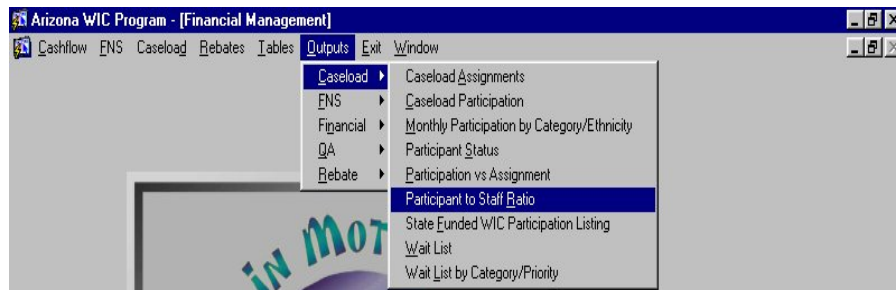 Arizona WIC Program - [Financial Management]
Cashflow FNS Caseload Rebates Tables Outputs Exit Window
Caseload
FNS
Financial
QA
Rebate
Caseload Assignments
Caseload Participation
Monthly Participation by Category/Ethnicity
Participant Status
Participation vs Assignment
Participant to Staff Ratio
State Funded WIC Participation Listing
Wait List
Wait List by Category/Priority
in